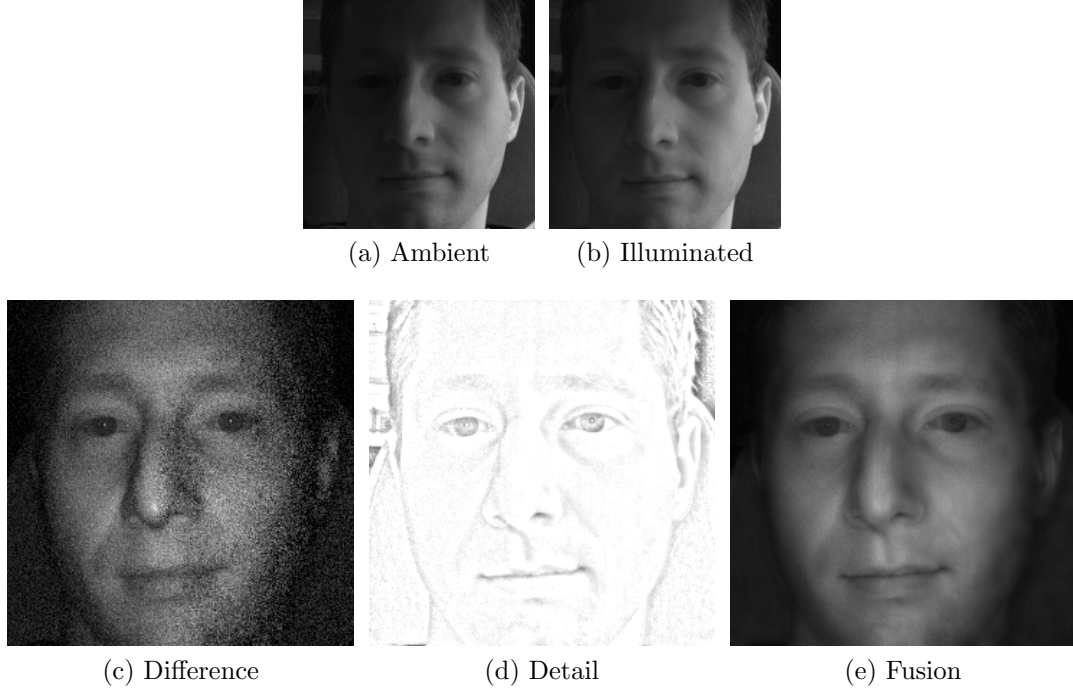 (a) Ambient
(b) Illuminated
(c) Difference
(d) Detail
(e) Fusion